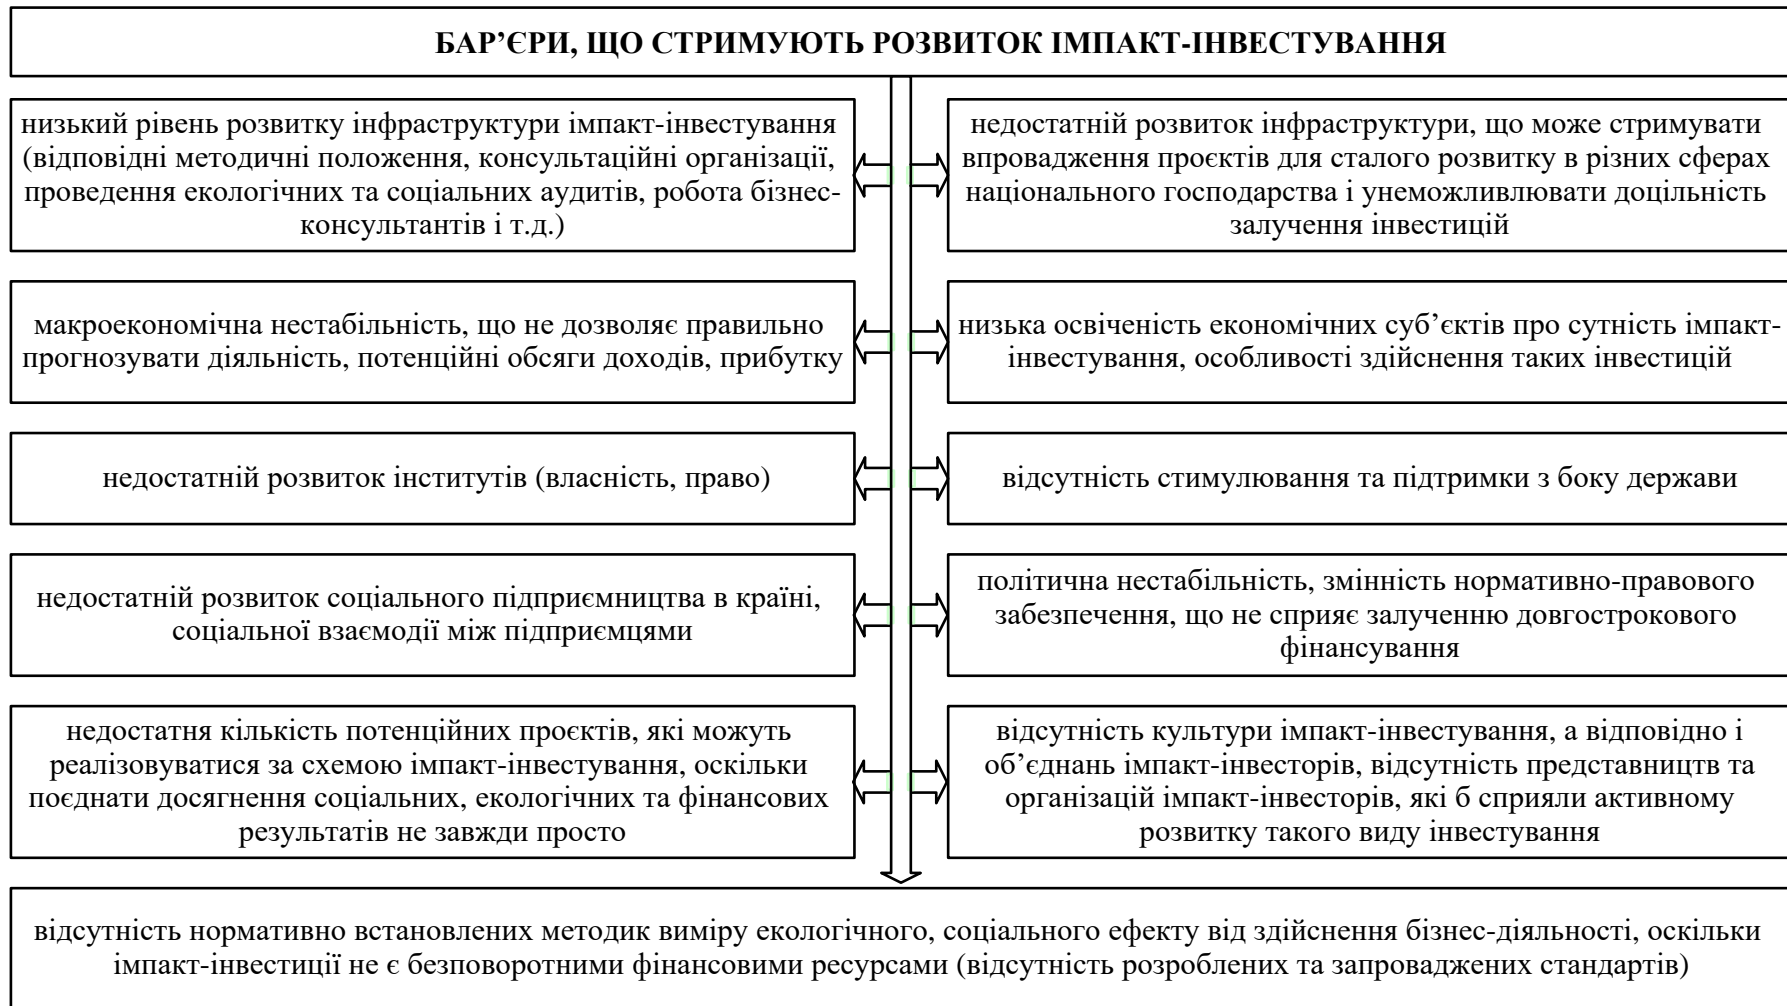 БАР’ЄРИ, ЩО СТРИМУЮТЬ РОЗВИТОК ІМПАКТ-ІНВЕСТУВАННЯ
низький рівень розвитку інфраструктури імпакт-інвестування
(відповідні методичні положення, консультаційні організації,
проведення екологічних та соціальних аудитів, робота бізнес-
консультантів і т.д.)
недостатній розвиток інфраструктури, що може стримувати
впровадження проєктів для сталого розвитку в різних сферах
національного господарства і унеможливлювати доцільність
залучення інвестицій
макроекономічна нестабільність, що не дозволяє правильно
прогнозувати діяльність, потенційні обсяги доходів, прибутку
низька освіченість економічних суб’єктів про сутність імпакт-
інвестування, особливості здійснення таких інвестицій
недостатній розвиток інститутів (власність, право)
відсутність стимулювання та підтримки з боку держави
недостатній розвиток соціального підприємництва в країні,
соціальної взаємодії між підприємцями
політична нестабільність, змінність нормативно-правового
забезпечення, що не сприяє залученню довгострокового
фінансування
недостатня кількість потенційних проєктів, які можуть
реалізовуватися за схемою імпакт-інвестування, оскільки
поєднати досягнення соціальних, екологічних та фінансових
результатів не завжди просто
відсутність культури імпакт-інвестування, а відповідно і
об’єднань імпакт-інвесторів, відсутність представництв та
організацій імпакт-інвесторів, які б сприяли активному
розвитку такого виду інвестування
відсутність нормативно встановлених методик виміру екологічного, соціального ефекту від здійснення бізнес-діяльності, оскільки
імпакт-інвестиції не є безповоротними фінансовими ресурсами (відсутність розроблених та запроваджених стандартів)